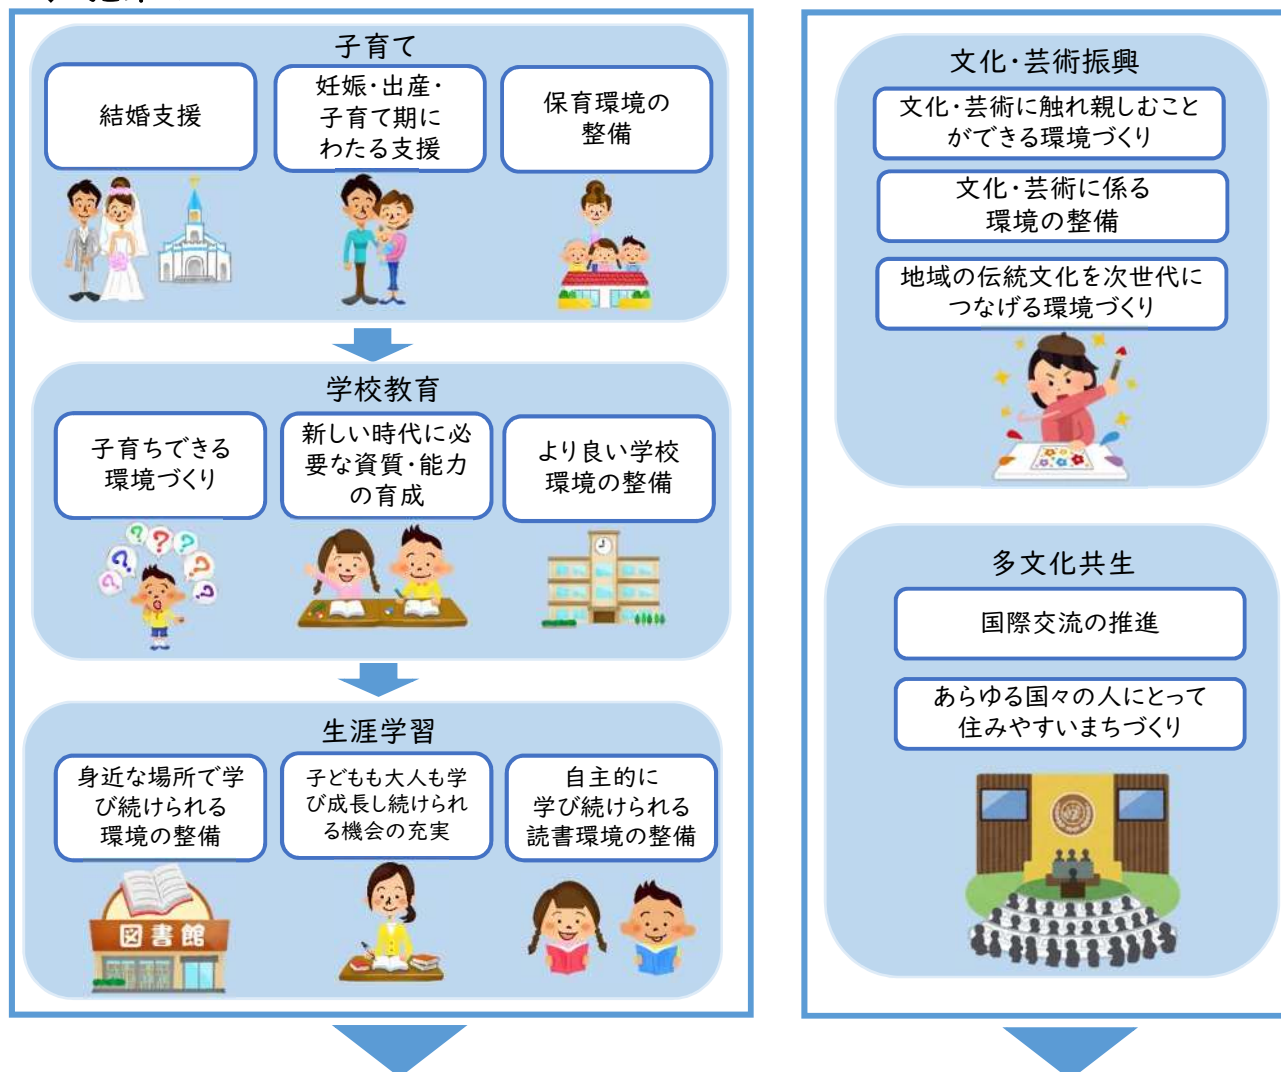 子育て
結婚支援
妊娠・出産・
子育て期に
わたる支援
保育環境の
整備
学校教育
子育ちできる
環境づくり
新しい時代に必
要な資質・能力
の育成
より良い学校
環境の整備
生涯学習
身近な場所で学
び続けられる
環境の整備
子どもも大人も学
び成長し続けられ
る機会の充実
自主的に
学び続けられる
読書環境の整備
図書館
文化・芸術振興
文化・芸術に触れ親しむこと
ができる環境づくり
文化・芸術に係る
環境の整備
地域の伝統文化を次世代に
つなげる環境づくり
多文化共生
国際交流の推進
あらゆる国々の人にとって
住みやすいまちづくり